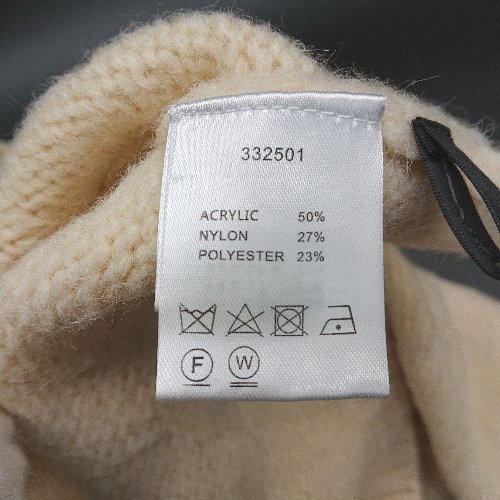 332501
ACRYLIC 50%
NYLON 27%
POLYESTER 23%
F W